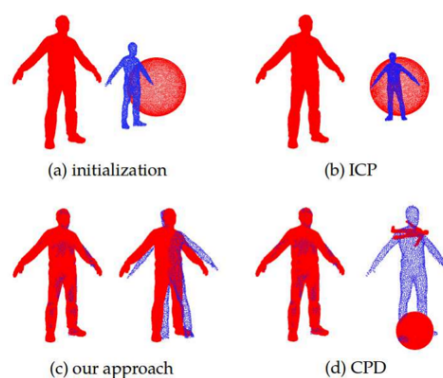 (a) initialization
(b) ICP
(c) our approach
(d) CPD